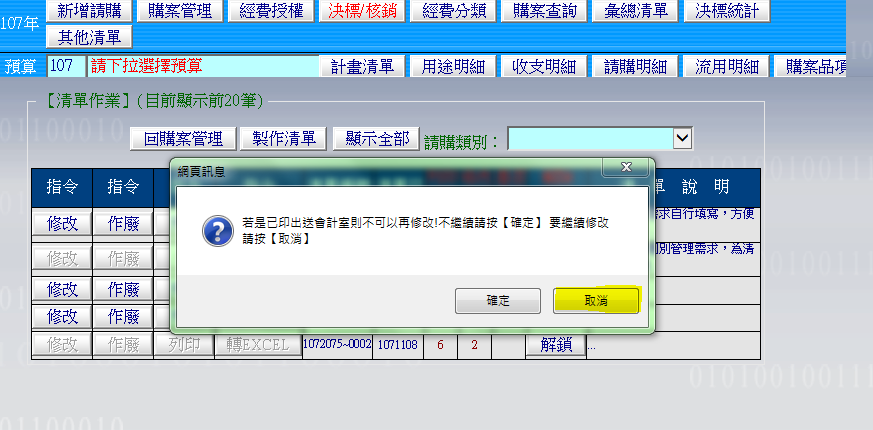 107年 新增請購 購案管理 經費授權 決標/核銷 經費分類 購案查詢 彙總清單 決標統計
其他清單
預算 107 請下拉選擇預算 計畫清單 用途明細 收支明細 請購明細 流用明細 購案品項
【清單作業】(目前顯示前20筆)
回購案管理 製作清單 顯示全部 請購類別：
網頁訊息
指令 指令 單 說 明
若是已印出送會計室則不可以再修改!不繼續請按【確定】 要繼續修改
請按【取消】
確定 取消
修改 作廢 求自行填寫，方便
修改 作廢 別管理需求，為清
修改 作廢
修改 作廢
修改 作廢 列印 轉EXCEL 1072075~0002 1071108 6 2 解鎖 ...